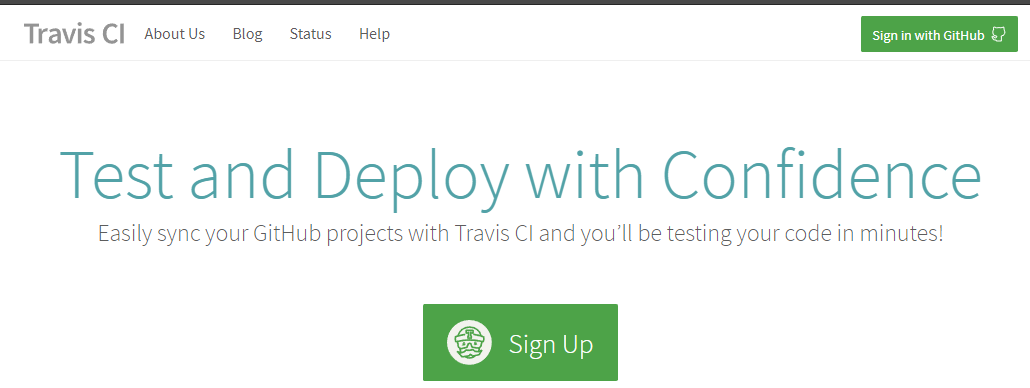 Travis CI About Us Blog Status Help Sign in with GitHub
Test and Deploy with Confidence
Easily sync your GitHub projects with Travis CI and you’ll be testing your code in minutes!
Sign Up